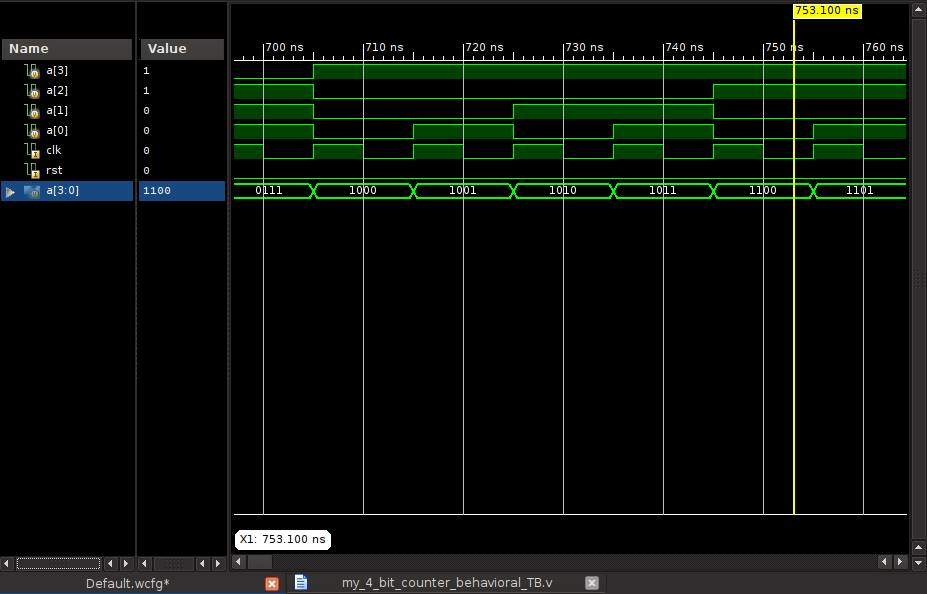 753.100 ns
Name Value 700 ns 710 ns 720 ns 730 ns 740 ns 750 ns 760 ns
a[3] 1
a[2] 1
a[1] 0
a[0] 0
clk 0
rst 0
a[3:0] 1100 0111 1000 1001 1010 1011 1100 1101
X1: 753.100 ns
Default.wcfg* my_4_bit_counter_behavioral_TB.v